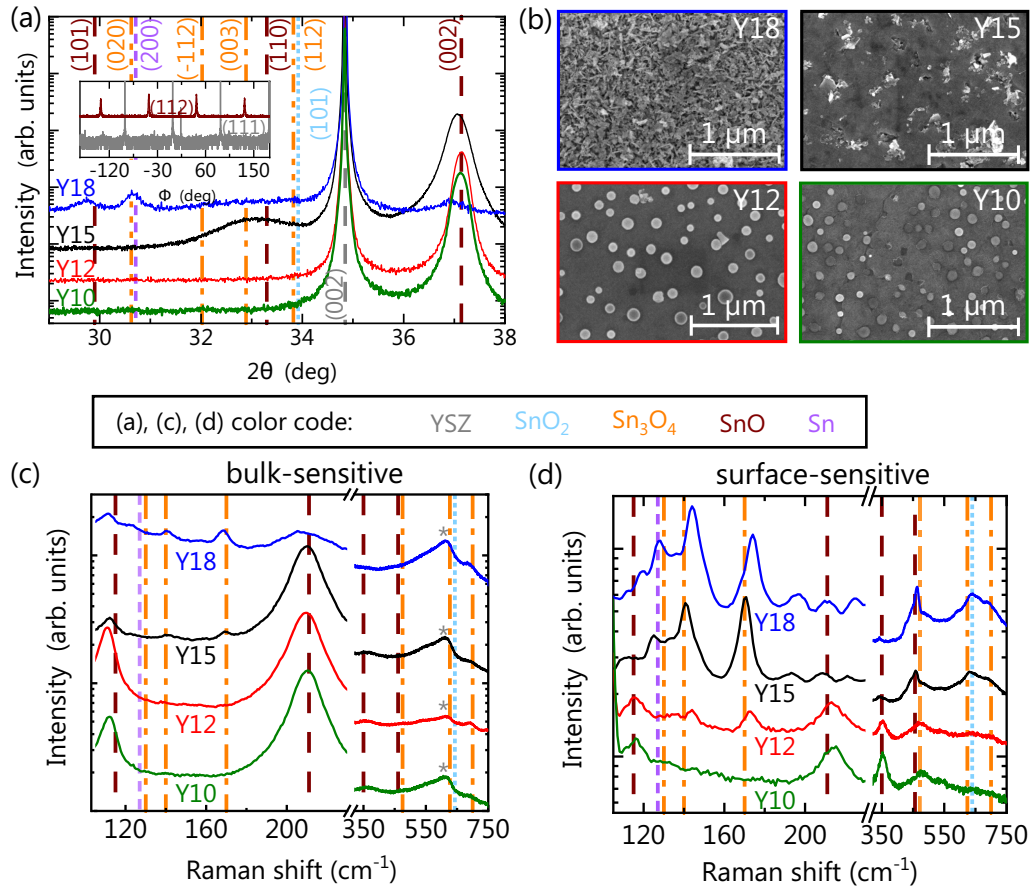 (a)
Intensity (arb. units)
(101)
(020)
(200)
(-112)
(003)
(110)
(112)
(101)
(002)
(112)
(111)
-120 -30 60 150
Φ (deg)
Y18
Y15
Y12
Y10
(002)
30 32 34 36 38
2θ (deg)
(b)
Y18
1 µm
Y15
1 µm
Y12
1 µm
Y10
1 µm
(a), (c), (d) color code: YSZ SnO₂ Sn₃O₄ SnO Sn
(c) bulk-sensitive
Intensity (arb. units)
Y18
*
Y15
*
Y12
*
Y10
*
120 160 200 350 550 750
Raman shift (cm⁻¹)
(d) surface-sensitive
Intensity (arb. units)
Y18
Y15
Y12
Y10
120 160 200 350 550 750
Raman shift (cm⁻¹)